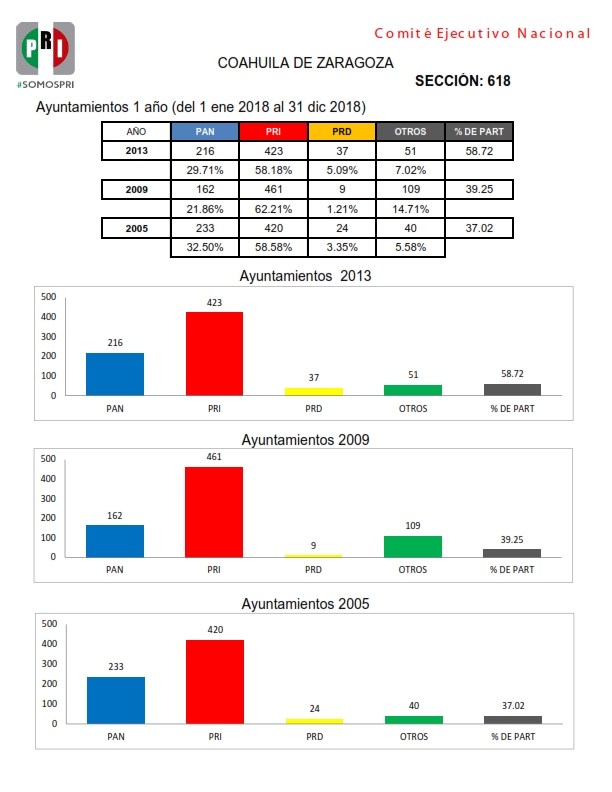 Comité Ejecutivo Nacional
PRI
#SOMOSPRI
COAHUILA DE ZARAGOZA
SECCIÓN: 618
Ayuntamientos 1 año (del 1 ene 2018 al 31 dic 2018)
AÑO PAN PRI PRD OTROS % DE PART
2013 216 423 37 51 58.72
29.71% 58.18% 5.09% 7.02%
2009 162 461 9 109 39.25
21.86% 62.21% 1.21% 14.71%
2005 233 420 24 40 37.02
32.50% 58.58% 3.35% 5.58%
Ayuntamientos 2013
500
400
300
200
100
0
216 423 37 51 58.72
PAN PRI PRD OTROS % DE PART
Ayuntamientos 2009
500
400
300
200
100
0
162 461 9 109 39.25
PAN PRI PRD OTROS % DE PART
Ayuntamientos 2005
500
400
300
200
100
0
233 420 24 40 37.02
PAN PRI PRD OTROS % DE PART